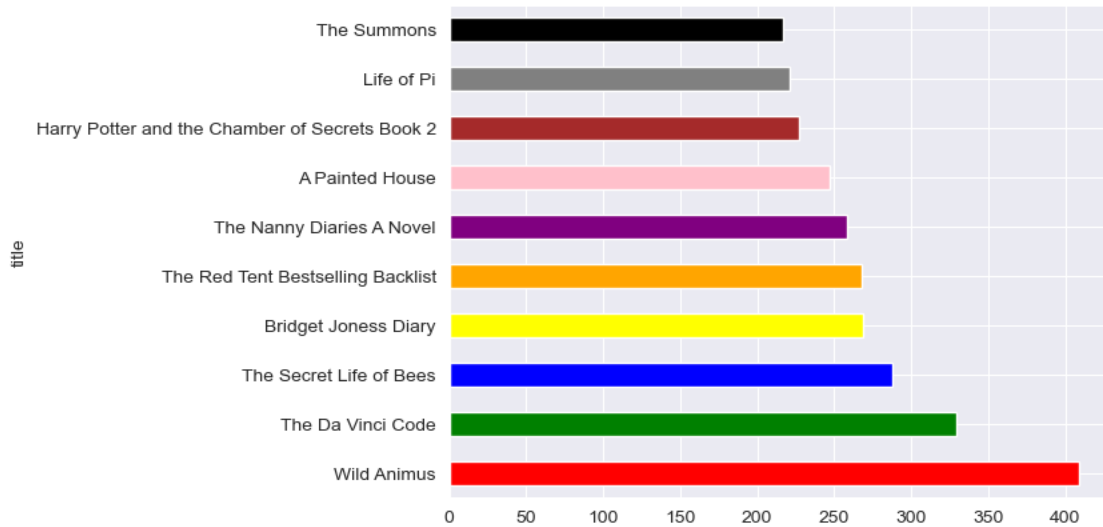 The Summons
Life of Pi
Harry Potter and the Chamber of Secrets Book 2
A Painted House
The Nanny Diaries A Novel
title
The Red Tent Bestselling Backlist
Bridget Joness Diary
The Secret Life of Bees
The Da Vinci Code
Wild Animus
0 50 100 150 200 250 300 350 400